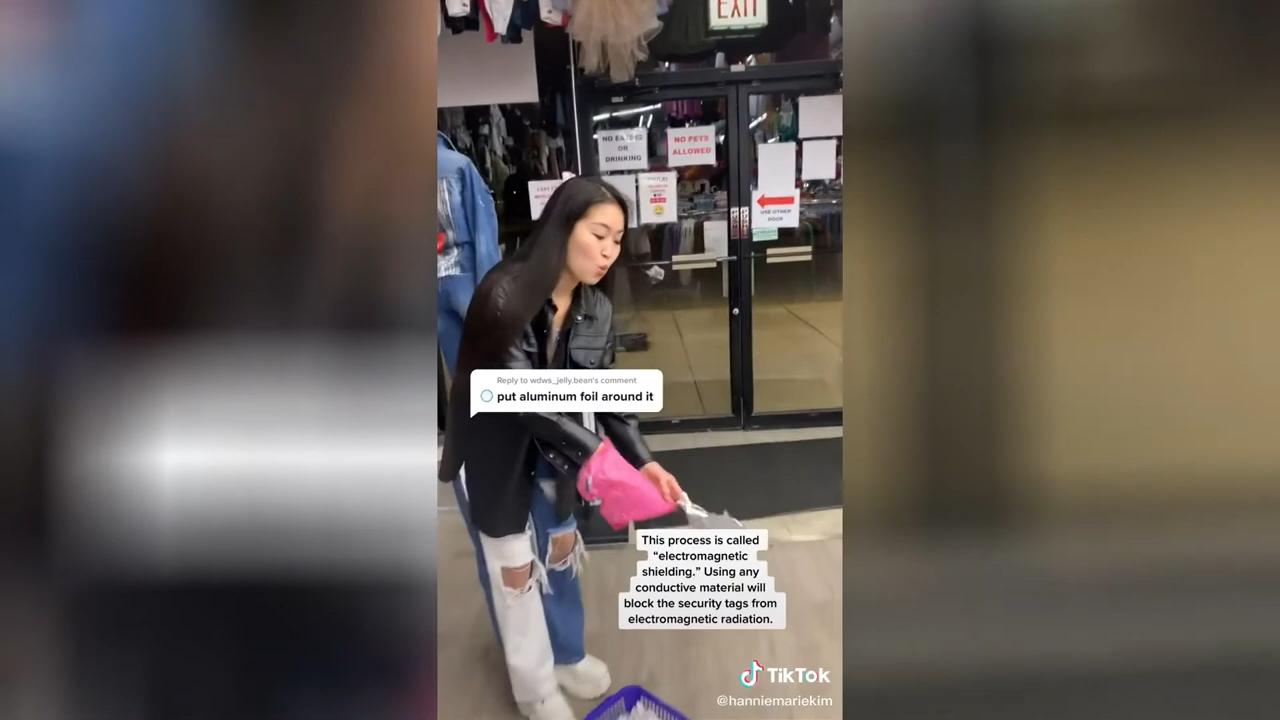 EXIT
NO EATING
OR
DRINKING
NO PETS
ALLOWED
USE OTHER
DOOR
Reply to wdws_jelly.bean's comment
put aluminum foil around it
This process is called
“electromagnetic
shielding.” Using any
conductive material will
block the security tags from
electromagnetic radiation.
TikTok
@hanniemariekim